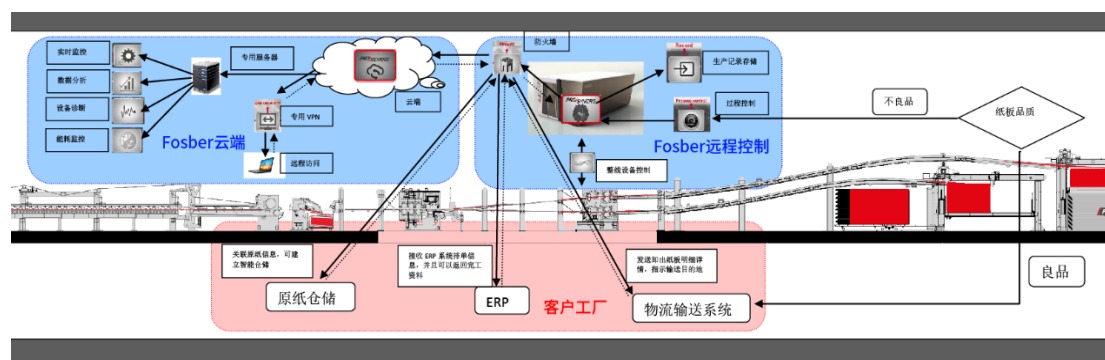 实时监控
数据分析
设备诊断
能耗监控
专用服务器
云端
专用 VPN
远程访问
Fosber云端
防火墙
生产记录存储
过程控制
整线设备控制
Fosber远程控制
不良品
纸板品质
良品
关联原纸信息，可建
立智能仓储
原纸仓储
接收 ERP 系统排单信
息，并且可以返回完工
资料
ERP
客户工厂
发送卸出纸板明细详
情，指示输送目的地
物流输送系统